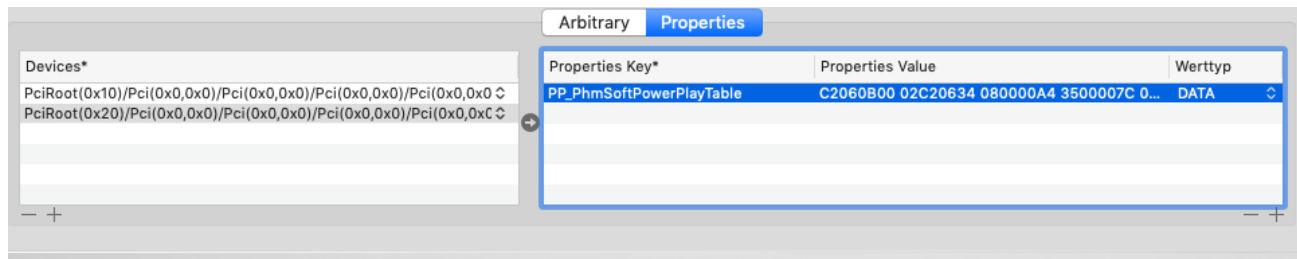 Arbitrary Properties
Devices* Properties Key* Properties Value Werttyp
PciRoot(0x10)/Pci(0x0,0x0)/Pci(0x0,0x0)/Pci(0x0,0x0)/Pci(0x0,0x0 PP_PhmSoftPowerPlayTable C2060B00 02C20634 080000A4 3500007C 0... DATA
PciRoot(0x20)/Pci(0x0,0x0)/Pci(0x0,0x0)/Pci(0x0,0x0)/Pci(0x0,0x0